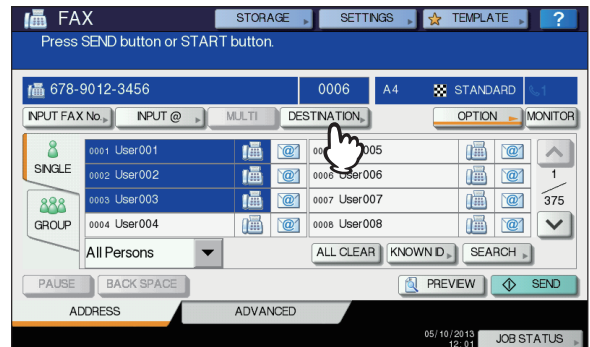 FAX STORAGE SETTINGS TEMPLATE ?
Press SEND button or START button.
678-9012-3456 0006 A4 STANDARD 1
INPUT FAX No. INPUT @ MULTI DESTINATION OPTION MONITOR
SINGLE
GROUP
0001 User001 @
0002 User002 @
0003 User003 @
0004 User004 @
005 @
0006 User006 @
0007 User007 @
0008 User008 @
1
375
All Persons ALL CLEAR KNOWN ID SEARCH
PAUSE BACK SPACE PREVIEW SEND
ADDRESS ADVANCED
05/10/2013
12:01
JOB STATUS